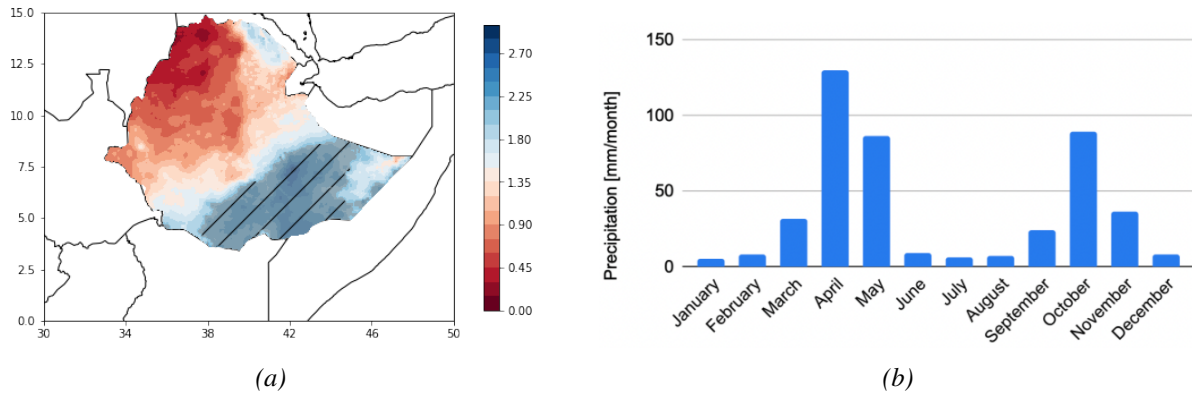 15.0
12.5
10.0
7.5
5.0
2.5
0.0
30
34
38
42
46
50
2.70
2.25
1.80
1.35
0.90
0.45
0.00
(a)
Precipitation [mm/month]
150
100
50
0
January
February
March
April
May
June
July
August
September
October
November
December
(b)